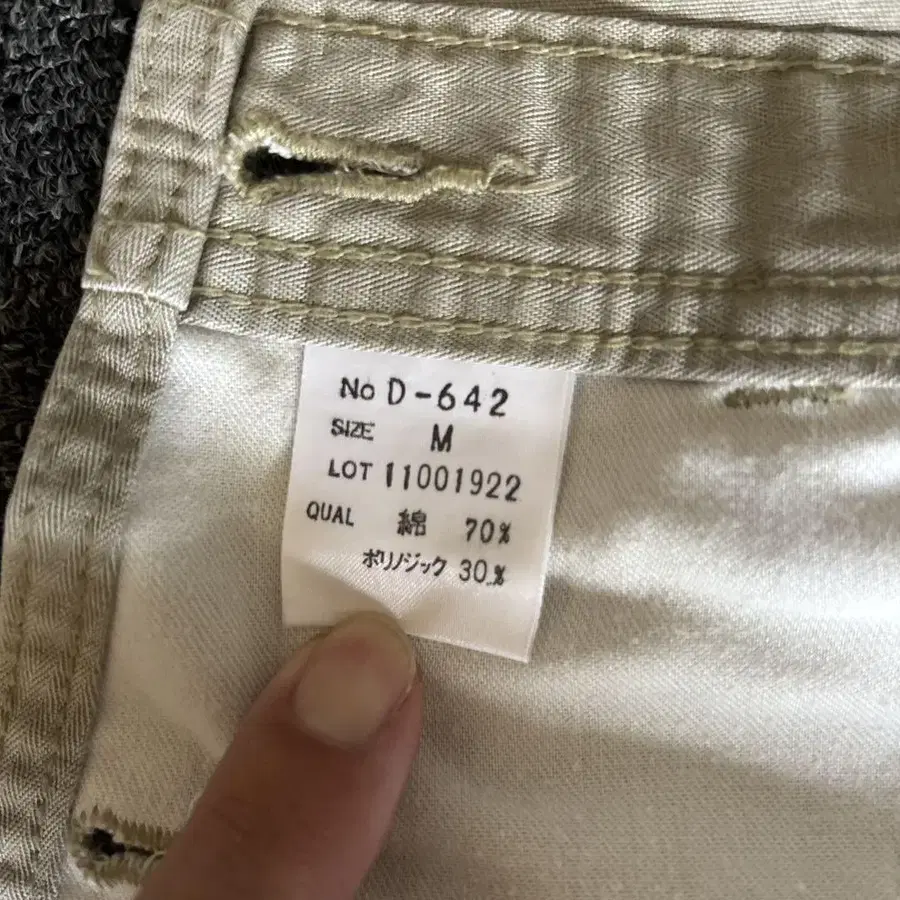 No D-642
SIZE M
LOT 11001922
QUAL 綿 70%
ポリノジック 30%